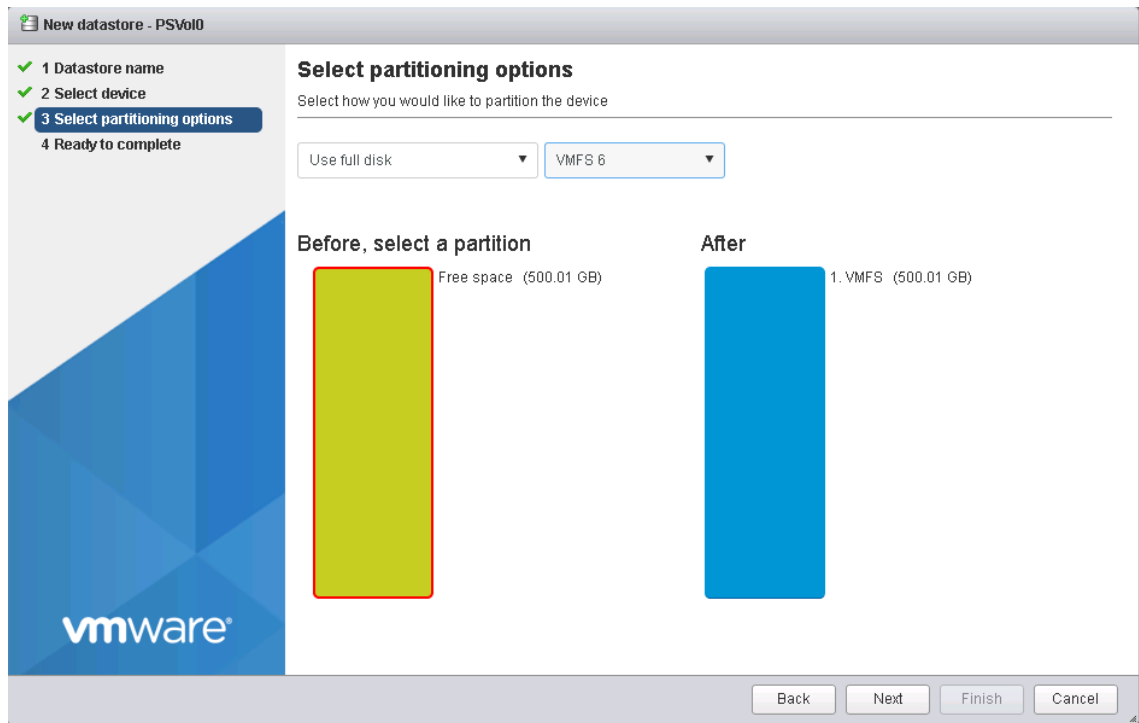 New datastore - PSVol0
1 Datastore name
2 Select device
3 Select partitioning options
4 Ready to complete
Select partitioning options
Select how you would like to partition the device
Use full disk
VMFS 6
Before, select a partition
After
Free space (500.01 GB)
1. VMFS (500.01 GB)
vmware®
Back
Next
Finish
Cancel